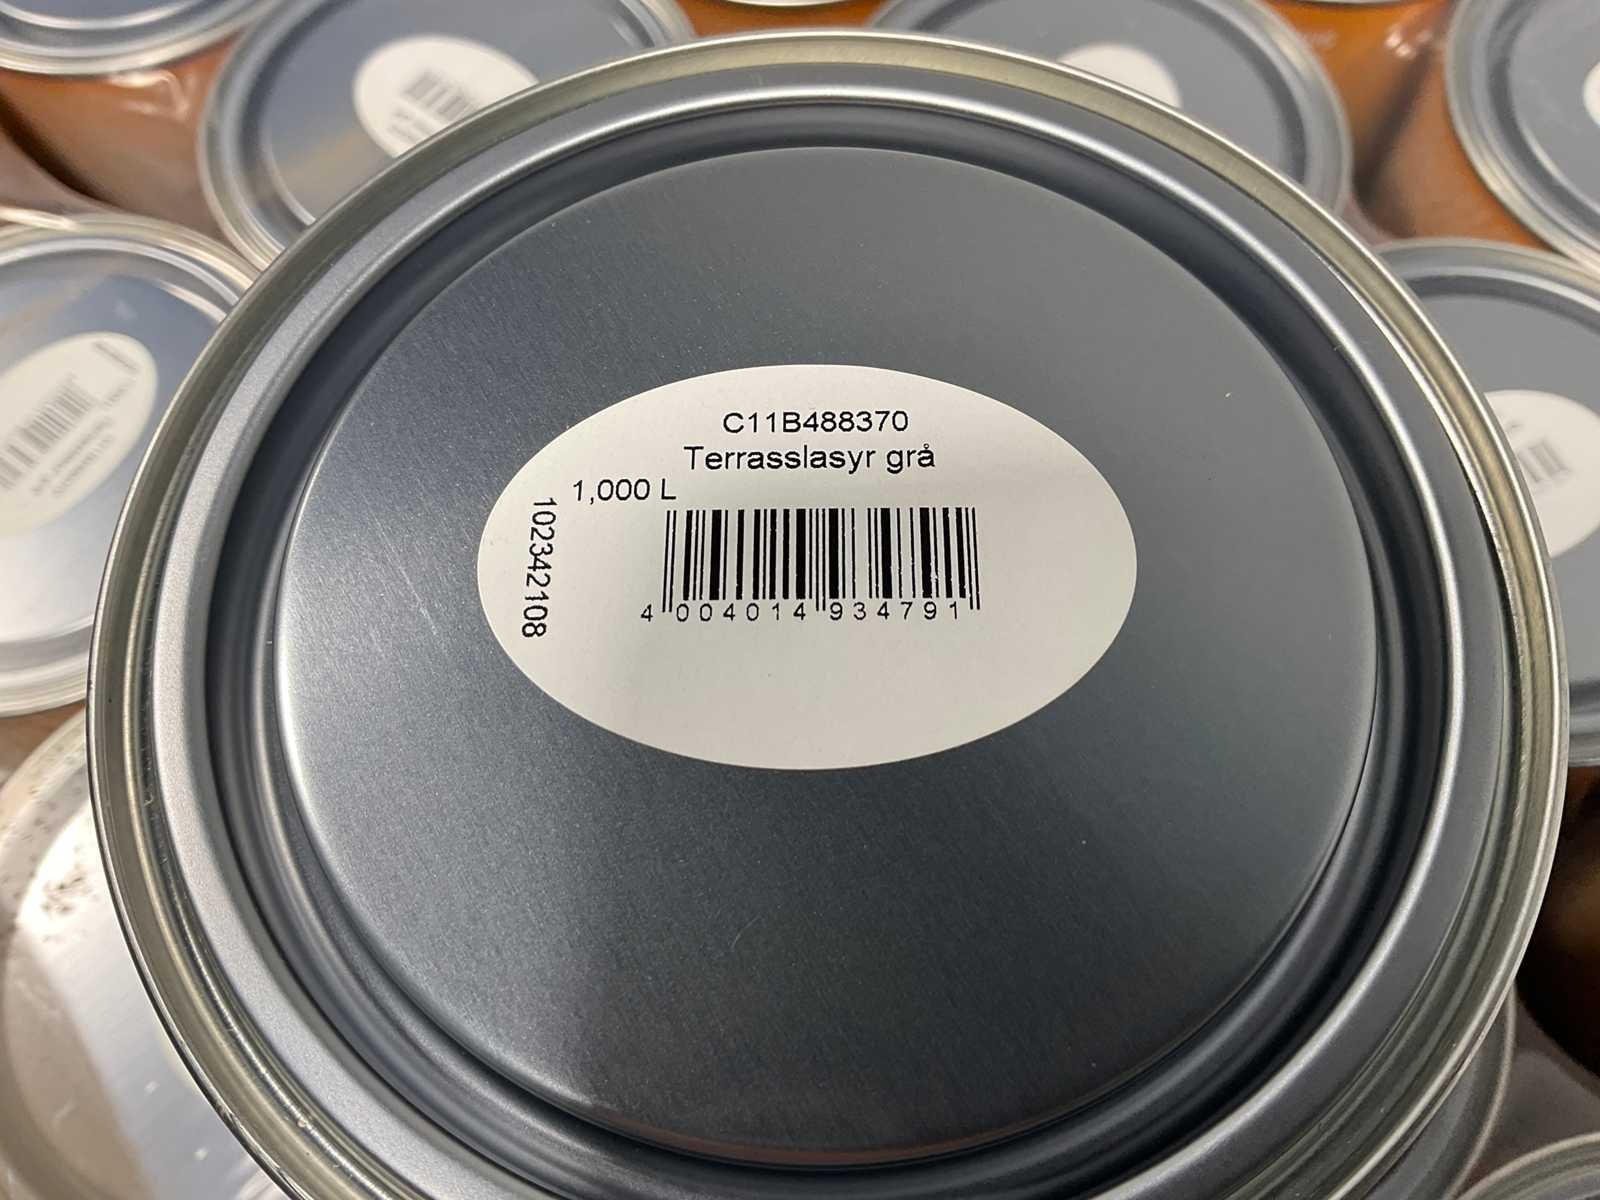 C11B488370
Terrasslasyr grå
1,000 L
102342108
4 004014 934791